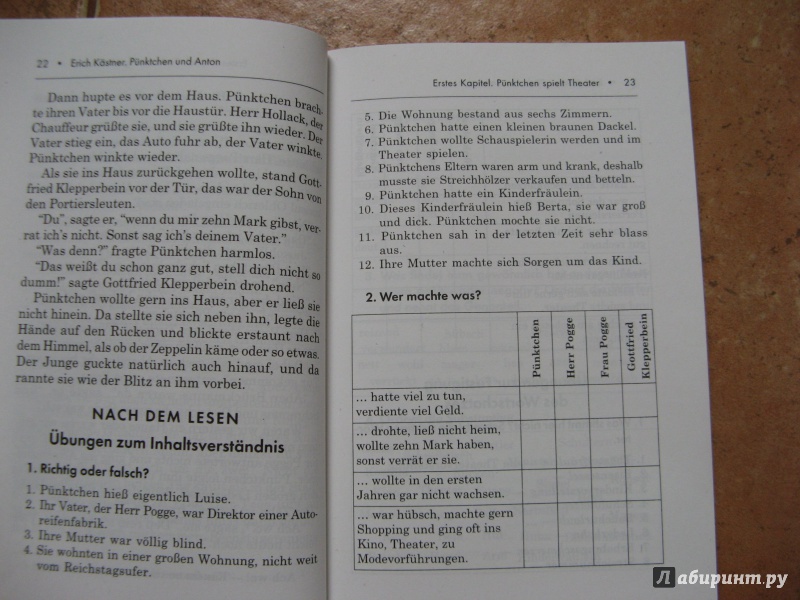 22 • Erich Kästner. Pünktchen und Anton
Dann hupte es vor dem Haus. Pünktchen brach-
te ihren Vater bis vor die Haustür. Herr Hollack, der
Chauffeur grüßte sie, und sie grüßte ihn wieder. Der
Vater stieg ein, das Auto fuhr ab, der Vater winkte.
Pünktchen winkte wieder.
Als sie ins Haus zurückgehen wollte, stand Gott-
fried Klepperbein vor der Tür, das war der Sohn von
den Portiersleuten.
“Du”, sagte er, “wenn du mir zehn Mark gibst, ver-
rat ich’s nicht. Sonst sag ich’s deinem Vater.”
“Was denn?” fragte Pünktchen harmlos.
“Das weißt du schon ganz gut, stell dich nicht so
dumm!” sagte Gottfried Klepperbein drohend.
Pünktchen wollte gern ins Haus, aber er ließ sie
nicht hinein. Da stellte sie sich neben ihn, legte die
Hände auf den Rücken und blickte erstaunt nach
dem Himmel, als ob der Zeppelin käme oder so etwas.
Der Junge guckte natürlich auch hinauf, und da
rannte sie wie der Blitz an ihm vorbei.
NACH DEM LESEN
Übungen zum Inhaltsverständnis
1. Richtig oder falsch?
1. Pünktchen hieß eigentlich Luise.
2. Ihr Vater, der Herr Pogge, war Direktor einer Auto-
reifenfabrik.
3. Ihre Mutter war völlig blind.
4. Sie wohnten in einer großen Wohnung, nicht weit
vom Reichstagsufer.
Erstes Kapitel. Pünktchen spielt Theater • 23
5. Die Wohnung bestand aus sechs Zimmern.
6. Pünktchen hatte einen kleinen braunen Dackel.
7. Pünktchen wollte Schauspielerin werden und im
Theater spielen.
8. Pünktchens Eltern waren arm und krank, deshalb
musste sie Streichhölzer verkaufen und betteln.
9. Pünktchen hatte ein Kinderfräulein.
10. Dieses Kinderfräulein hieß Berta, sie war groß
und dick. Pünktchen mochte sie nicht.
11. Pünktchen sah in der letzten Zeit sehr blass
aus.
12. Ihre Mutter machte sich Sorgen um das Kind.
2. Wer machte was?
Pünktchen
Herr Pogge
Frau Pogge
Gottfried
Klepperbein
... hatte viel zu tun,
verdiente viel Geld.
... drohte, ließ nicht heim,
wollte zehn Mark haben,
sonst verrät er sie.
... wollte in den ersten
Jahren gar nicht wachsen.
... war hübsch, machte gern
Shopping und ging oft ins
Kino, Theater, zu
Modevorführungen.
Лабиринт.ру